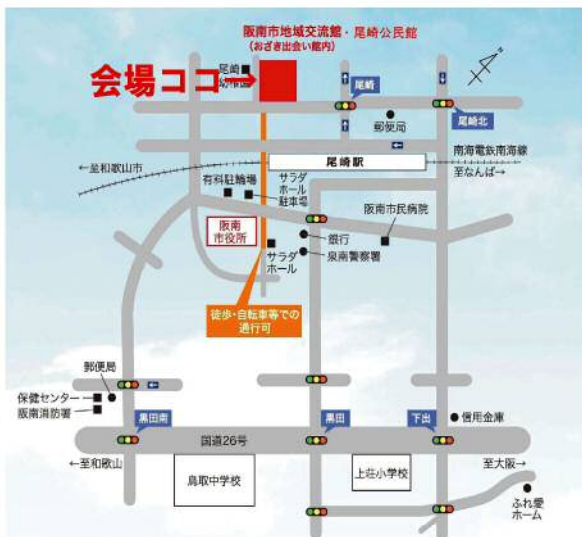 阪南市地域交流館・尾崎公民館
(おざき出会い館内)
会場ココ→
尾崎
幼稚園
尾崎
尾崎北
郵便局
南海電鉄南海線
尾崎駅
←至和歌山市
至なんば→
有料駐輪場
サラダ
ホール
駐車場
阪南市民病院
阪南
市役所
銀行
サラダ
ホール
泉南警察署
徒歩・自転車等での
通行可
郵便局
保健センター
阪南消防署
黒田南
黒田
下出
信用金庫
国道26号
←至和歌山
至大阪→
鳥取中学校
上荘小学校
ふれ愛
ホーム